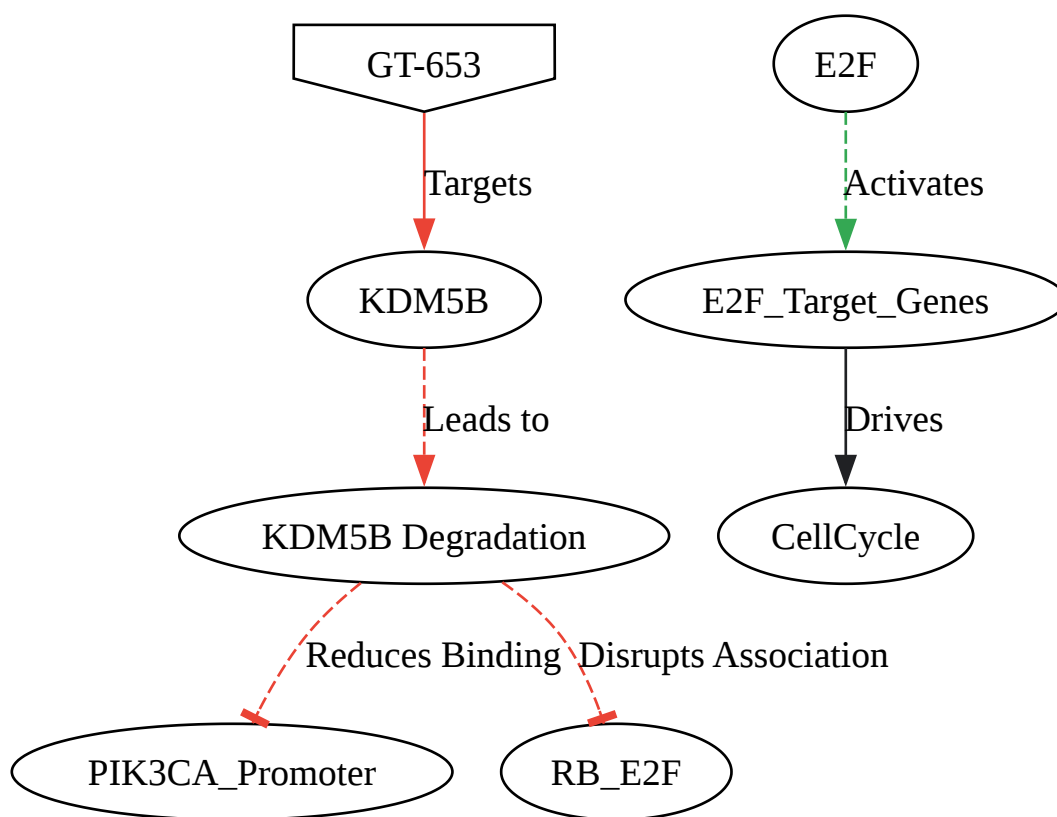 GT-653
E2F
Targets
Activates
KDM5B
E2F_Target_Genes
Leads to
Drives
KDM5B Degradation
CellCycle
Reduces Binding
Disrupts Association
PIK3CA_Promoter
RB_E2F